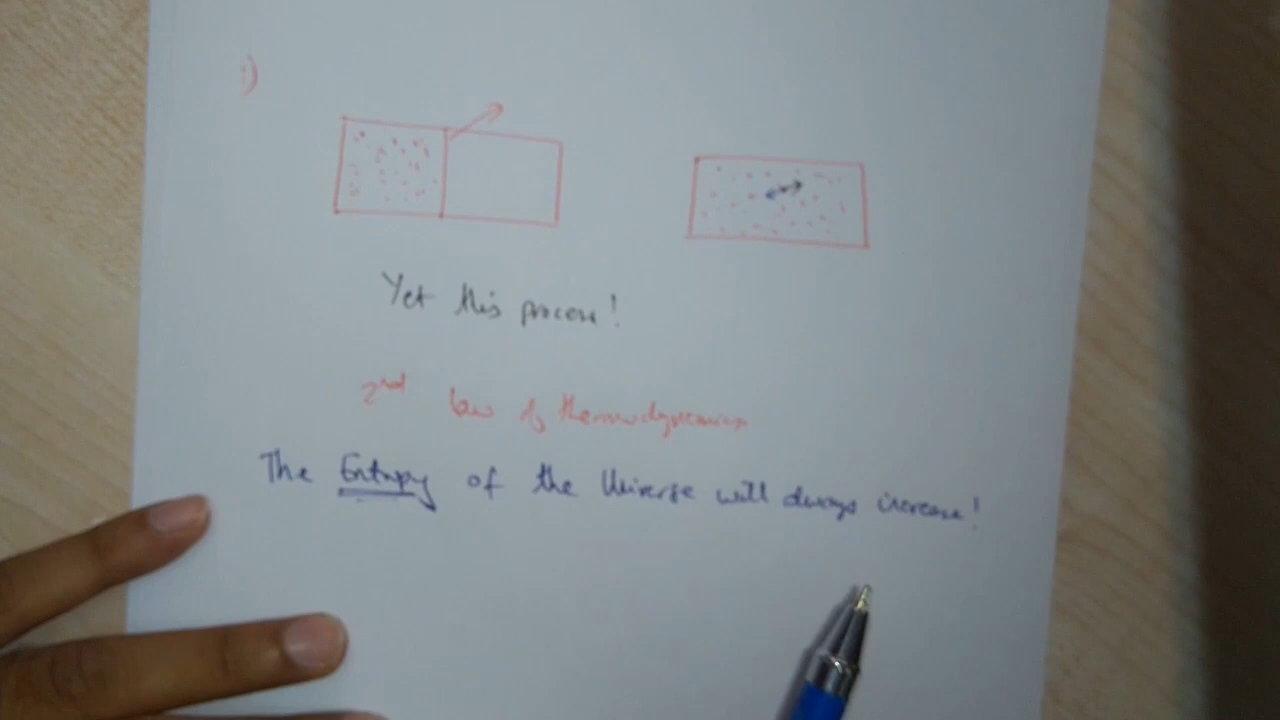 :)
Yet this process!
2nd law of thermodynamics
The Entropy of the Universe will always increase!